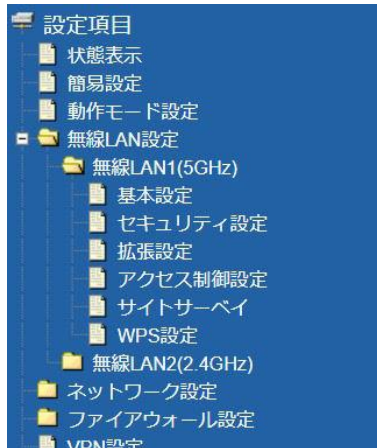 設定項目
状態表示
簡易設定
動作モード設定
無線LAN設定
無線LAN1(5GHz)
基本設定
セキュリティ設定
拡張設定
アクセス制御設定
サイトサーベイ
WPS設定
無線LAN2(2.4GHz)
ネットワーク設定
ファイアウォール設定
VPN設定